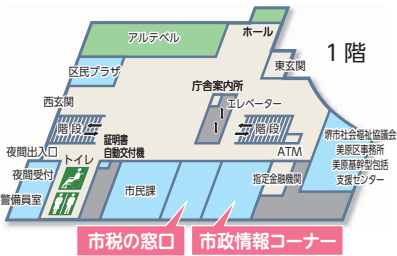 ホール
アルテベル
1階
東玄関
区民プラザ
庁舎案内所
エレベーター
西玄関
階段
証明書
自動交付機
階段
夜間出入口
トイレ
ATM
堺市社会福祉協議会
美原区事務所
美原基幹型包括
支援センター
夜間受付
指定金融機関
市民課
警備員室
市税の窓口
市政情報コーナー